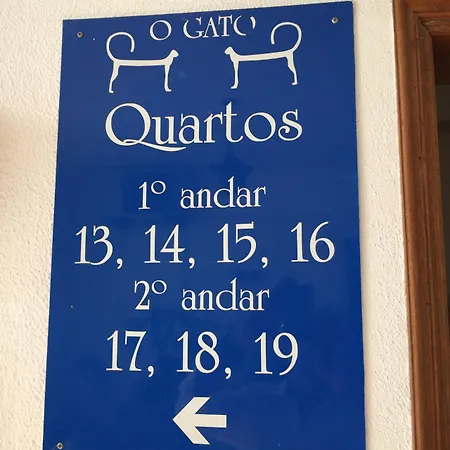 O GATO
Quartos
1º andar
13, 14, 15, 16
2º andar
17, 18, 19